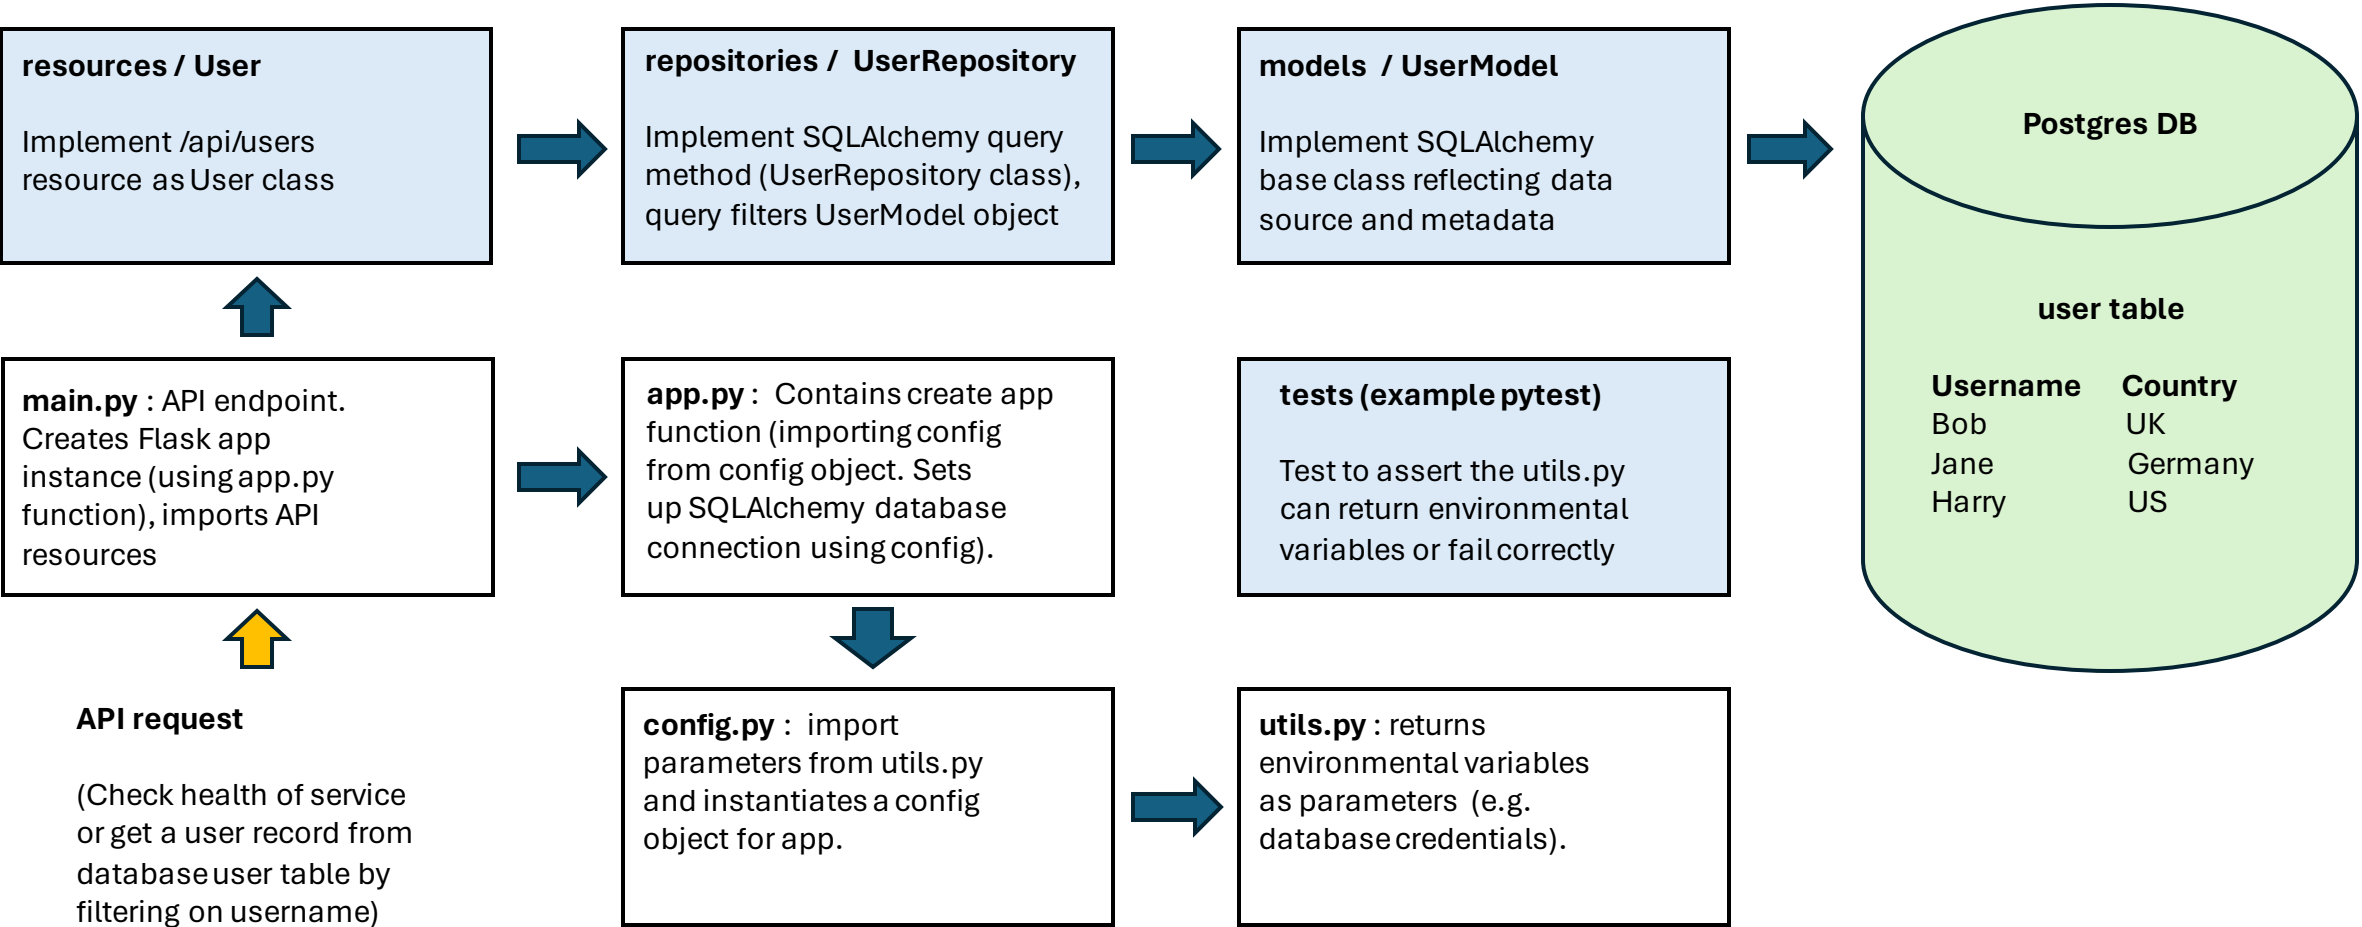 resources / User
Implement /api/users
resource as User class
repositories / UserRepository
Implement SQLAlchemy query
method (UserRepository class),
query filters UserModel object
models / UserModel
Implement SQLAlchemy
base class reflecting data
source and metadata
Postgres DB
user table
Username Country
Bob UK
Jane Germany
Harry US
main.py : API endpoint.
Creates Flask app
instance (using app.py
function), imports API
resources
app.py : Contains create app
function (importing config
from config object. Sets
up SQLAlchemy database
connection using config).
tests (example pytest)
Test to assert the utils.py
can return environmental
variables or fail correctly
API request
(Check health of service
or get a user record from
database user table by
filtering on username)
config.py : import
parameters from utils.py
and instantiates a config
object for app.
utils.py : returns
environmental variables
as parameters (e.g.
database credentials).